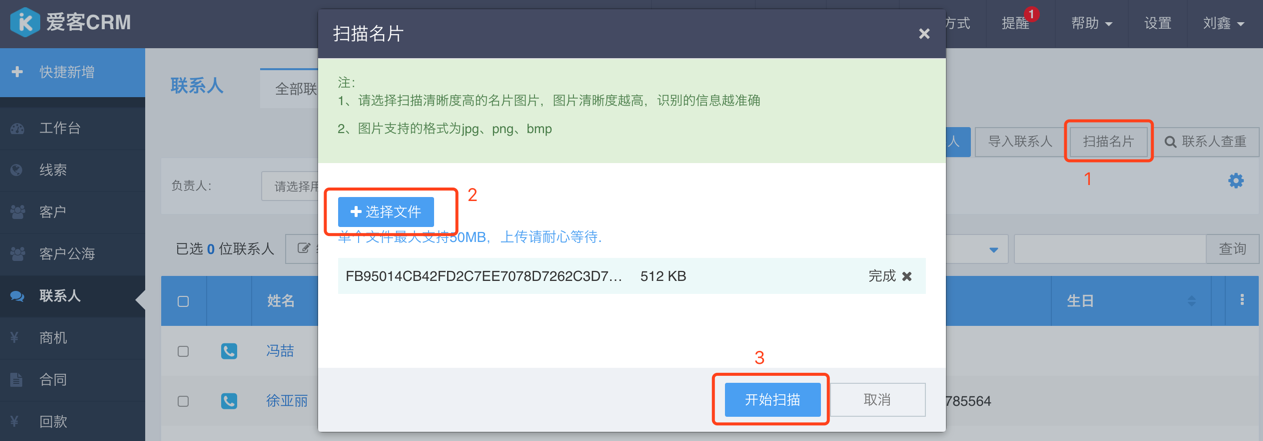 爱客CRM
扫描名片
×
方式
提醒
1
帮助
设置
刘鑫
快捷新增
联系人
全部联
注：
1、请选择扫描清晰度高的名片图片，图片清晰度越高，识别的信息越准确
2、图片支持的格式为jpg、png、bmp
工作台
人
导入联系人
扫描名片
联系人查重
线索
1
负责人:
请选择用
选择文件
2
客户
单个文件最大支持50MB，上传请耐心等待.
客户公海
已选 0 位联系人
查询
FB95014CB42FD2C7EE7078D7262C3D7...
512 KB
完成
联系人
姓名
生日
商机
冯喆
3
合同
徐亚丽
开始扫描
取消
785564
回款